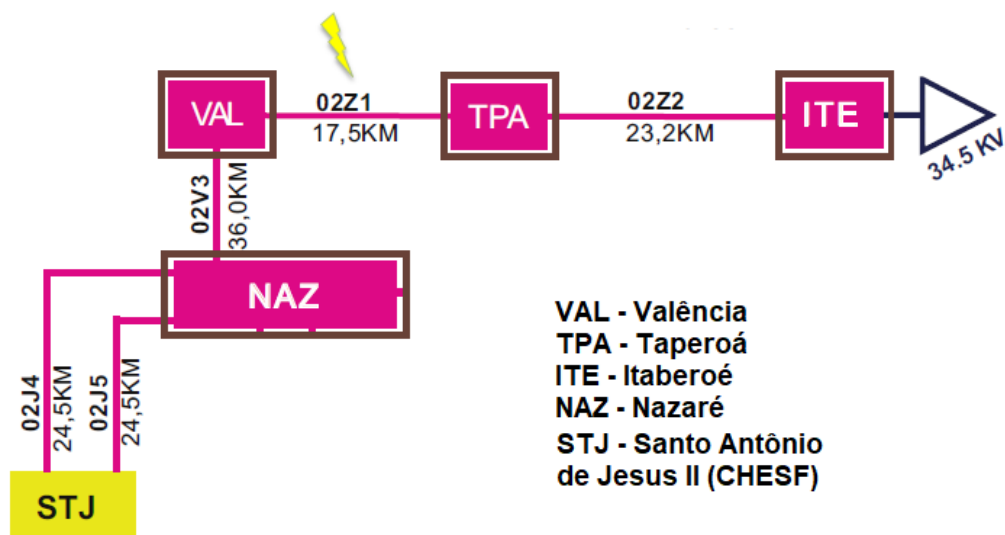 VAL
02Z1
17,5KM
TPA
02Z2
23,2KM
ITE
34.5 KV
02V3
36,0KM
NAZ
02J4
24,5KM
02J5
24,5KM
STJ
VAL - Valência
TPA - Taperoá
ITE - Itaberoé
NAZ - Nazaré
STJ - Santo Antônio
de Jesus II (CHESF)